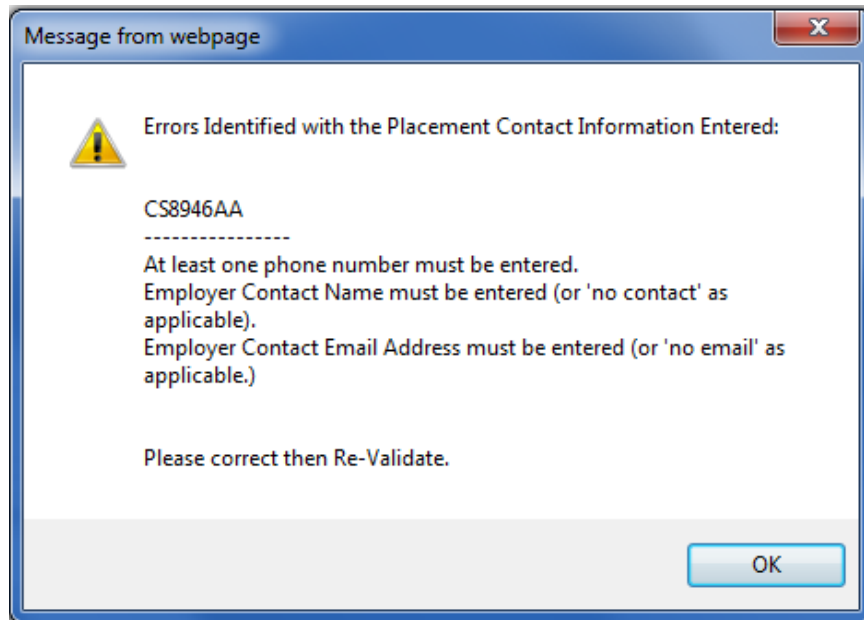 Message from webpage
X
Errors Identified with the Placement Contact Information Entered:
CS8946AA
----------------
At least one phone number must be entered.
Employer Contact Name must be entered (or 'no contact' as
applicable).
Employer Contact Email Address must be entered (or 'no email' as
applicable.)
Please correct then Re-Validate.
OK